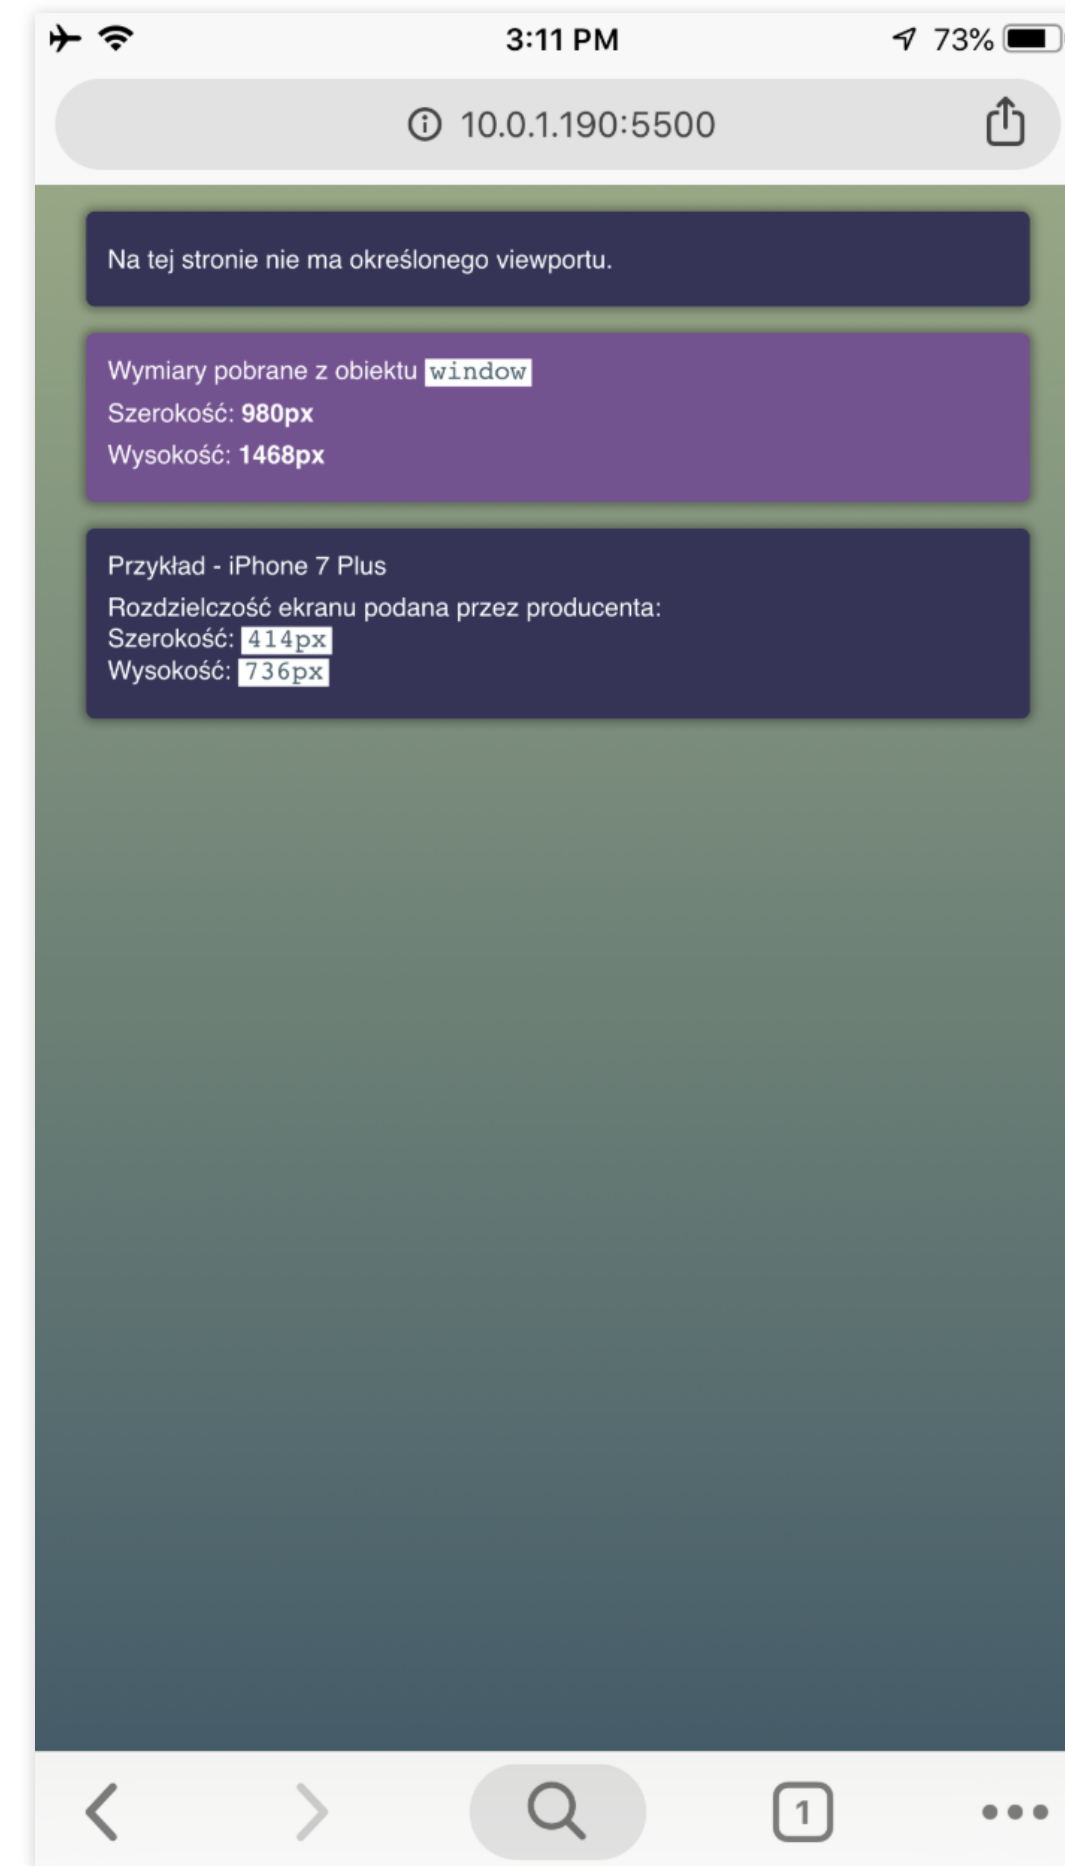 3:11 PM
73%
10.0.1.190:5500
Na tej stronie nie ma określonego viewportu.
Wymiary pobrane z obiektu window
Szerokość: 980px
Wysokość: 1468px
Przykład - iPhone 7 Plus
Rozdzielczość ekranu podana przez producenta:
Szerokość: 414px
Wysokość: 736px
1